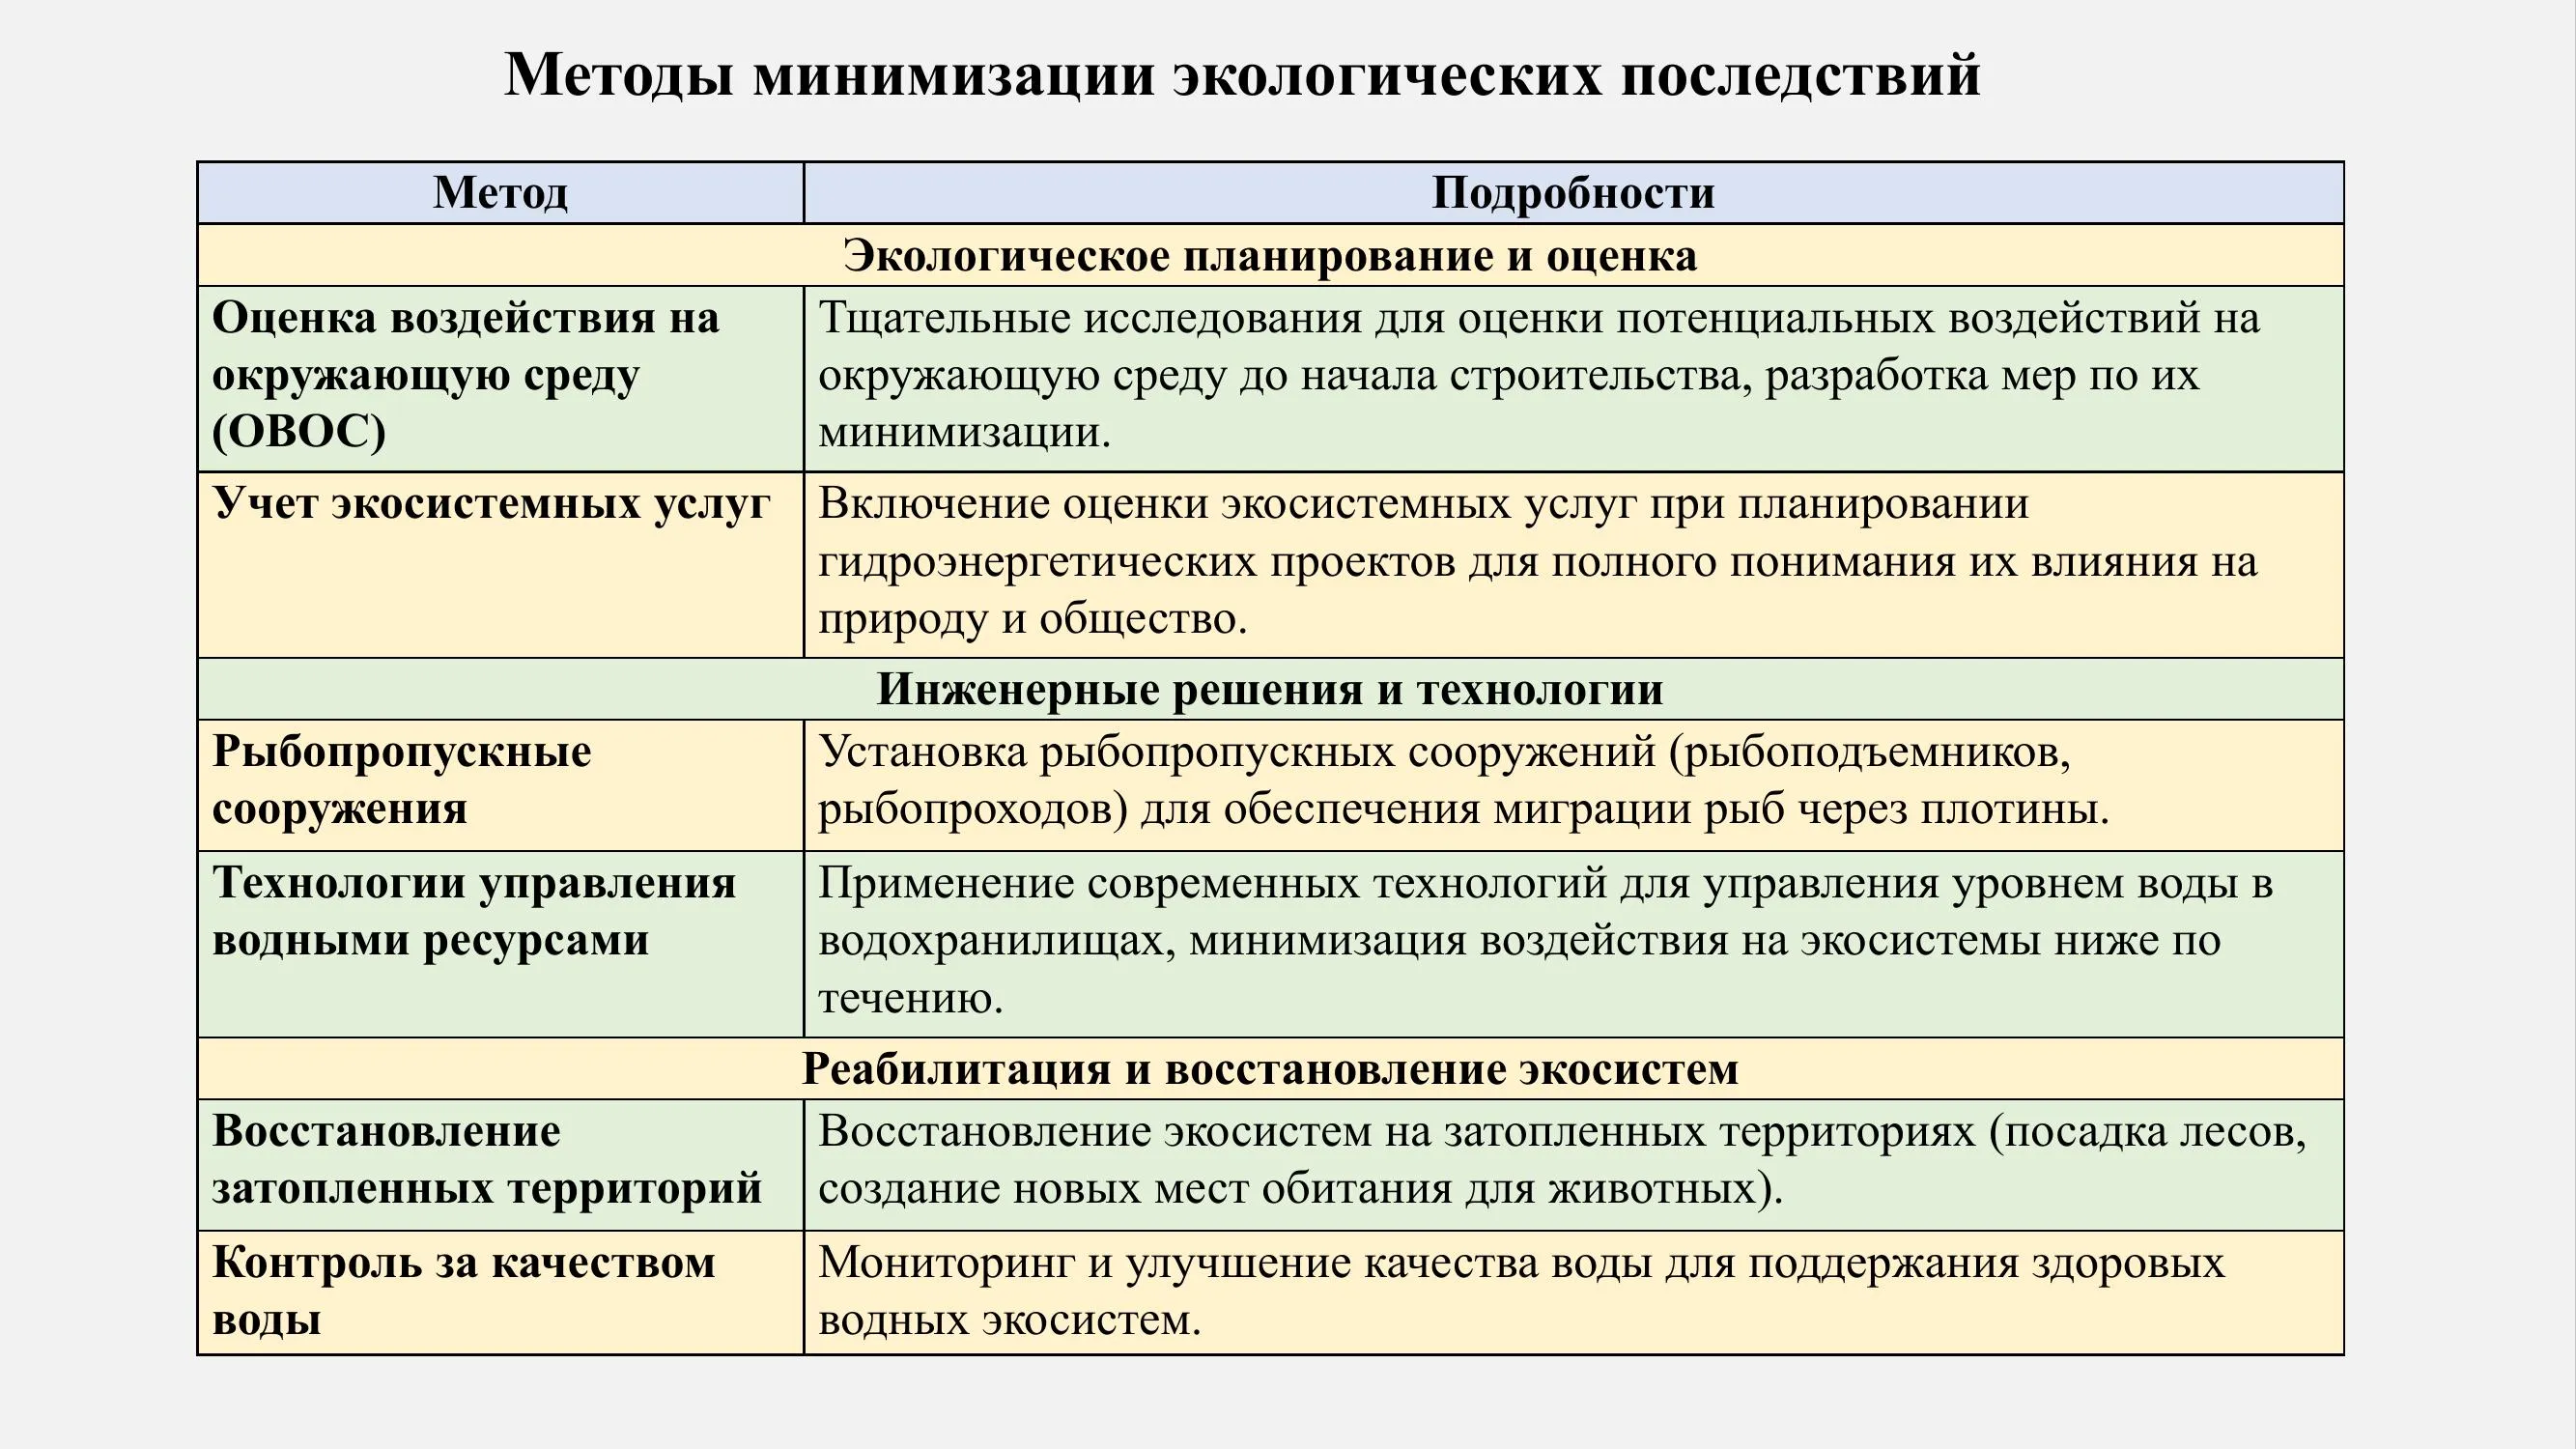 Методы минимизации экологических последствий
Метод
Подробности
Экологическое планирование и оценка
Оценка воздействия на
окружающую среду
(ОВОС)
Тщательные исследования для оценки потенциальных воздействий на
окружающую среду до начала строительства, разработка мер по их
минимизации.
Учет экосистемных услуг
Включение оценки экосистемных услуг при планировании
гидроэнергетических проектов для полного понимания их влияния на
природу и общество.
Инженерные решения и технологии
Рыбопропускные
сооружения
Установка рыбопропускных сооружений (рыбоподъемников,
рыбопроходов) для обеспечения миграции рыб через плотины.
Технологии управления
водными ресурсами
Применение современных технологий для управления уровнем воды в
водохранилищах, минимизация воздействия на экосистемы ниже по
течению.
Реабилитация и восстановление экосистем
Восстановление
затопленных территорий
Восстановление экосистем на затопленных территориях (посадка лесов,
создание новых мест обитания для животных).
Контроль за качеством
воды
Мониторинг и улучшение качества воды для поддержания здоровых
водных экосистем.